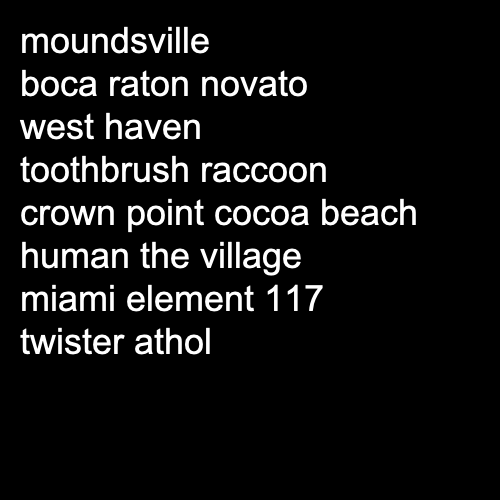 moundsville
boca raton novato
west haven
toothbrush raccoon
crown point cocoa beach
human the village
miami element 117
twister athol